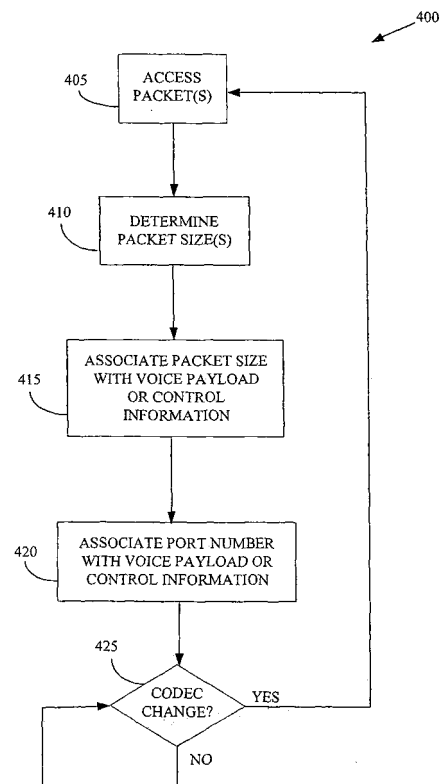 400
405
ACCESS
PACKET(S)
410
DETERMINE
PACKET SIZE(S)
415
ASSOCIATE PACKET SIZE
WITH VOICE PAYLOAD
OR CONTROL
INFORMATION
420
ASSOCIATE PORT NUMBER
WITH VOICE PAYLOAD OR
CONTROL INFORMATION
425
CODEC
CHANGE?
YES
NO